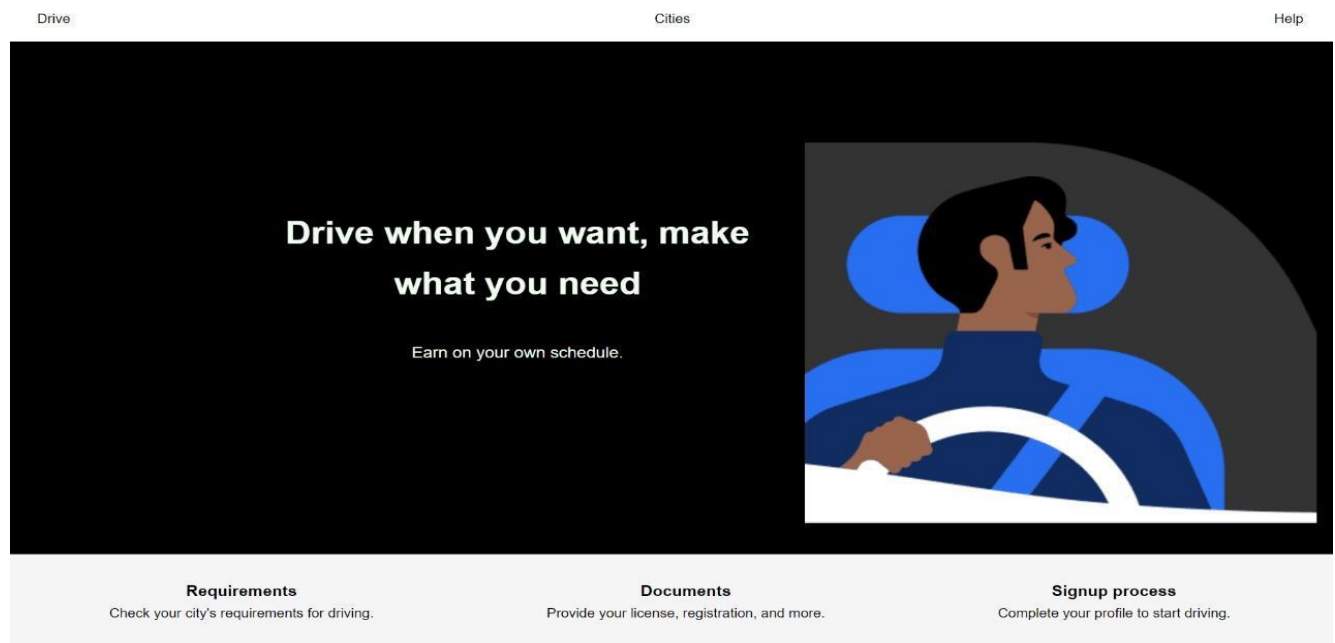 Drive
Cities
Help
Drive when you want, make
what you need
Earn on your own schedule.
Requirements
Check your city's requirements for driving.
Documents
Provide your license, registration, and more.
Signup process
Complete your profile to start driving.